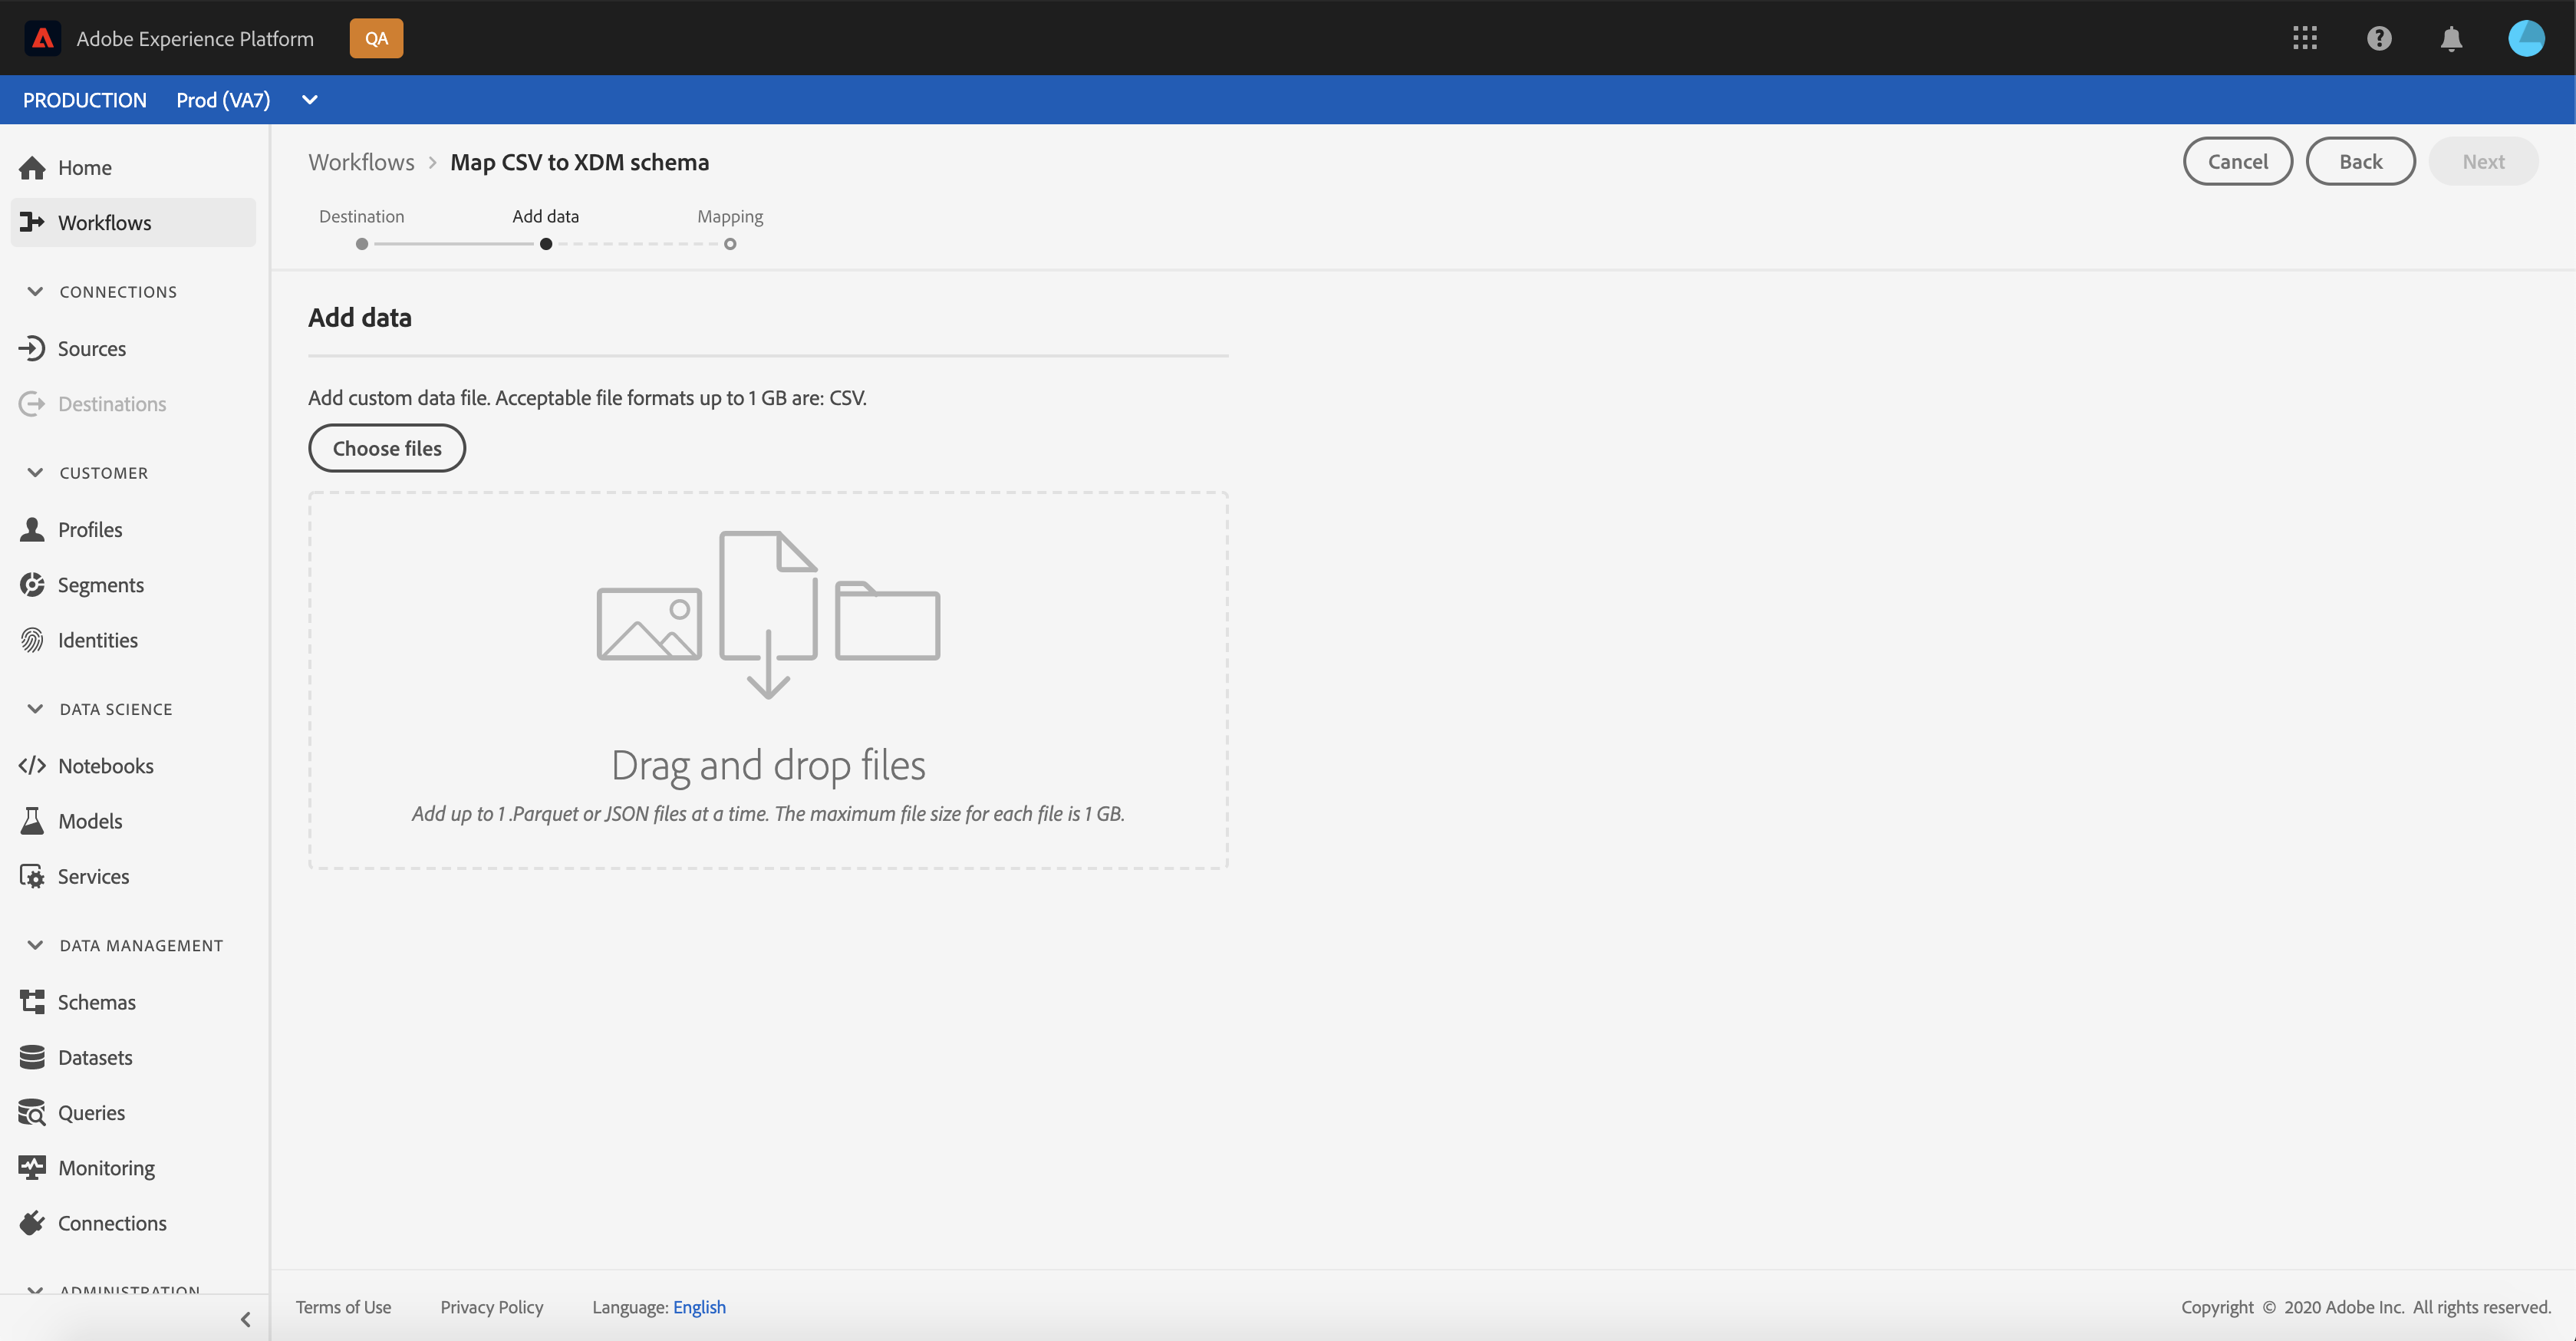 Adobe Experience Platform QA
PRODUCTION Prod (VA7)
Home
Workflows
CONNECTIONS
Sources
Destinations
CUSTOMER
Profiles
Segments
Identities
DATA SCIENCE
Notebooks
Models
Services
DATA MANAGEMENT
Schemas
Datasets
Queries
Monitoring
Connections
ADMINISTRATION
Workflows > Map CSV to XDM schema
Cancel Back Next
Destination Add data Mapping
Add data
Add custom data file. Acceptable file formats up to 1 GB are: CSV.
Choose files
Drag and drop files
Add up to 1 .Parquet or JSON files at a time. The maximum file size for each file is 1 GB.
Terms of Use Privacy Policy Language: English
Copyright © 2020 Adobe Inc. All rights reserved.